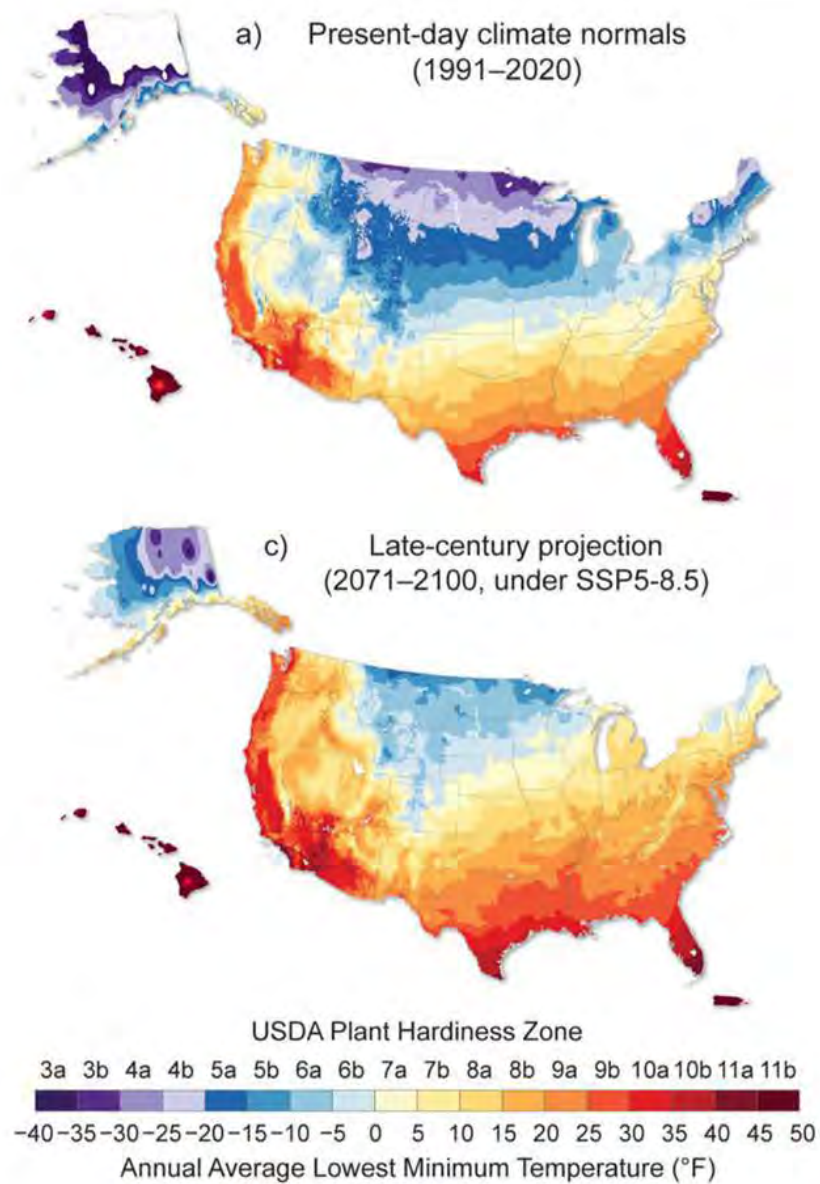 a) Present-day climate normals
(1991–2020)
c) Late-century projection
(2071–2100, under SSP5-8.5)
USDA Plant Hardiness Zone
3a 3b 4a 4b 5a 5b 6a 6b 7a 7b 8a 8b 9a 9b 10a 10b 11a 11b
−40 −35 −30 −25 −20 −15 −10 −5 0 5 10 15 20 25 30 35 40 45 50
Annual Average Lowest Minimum Temperature (°F)